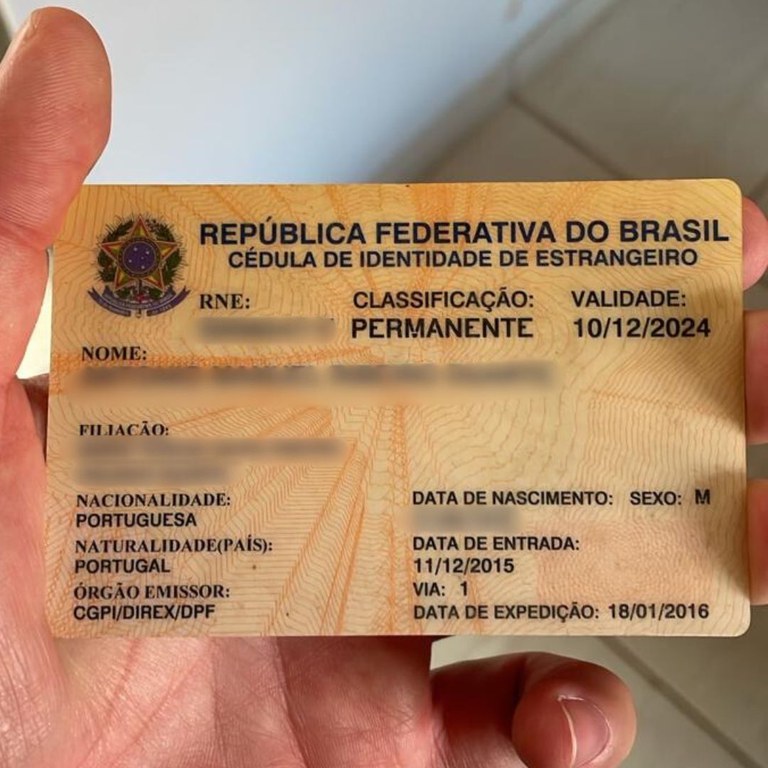 REPÚBLICA FEDERATIVA DO BRASIL
CÉDULA DE IDENTIDADE DE ESTRANGEIRO
RNE: CLASSIFICAÇÃO: VALIDADE:
PERMANENTE 10/12/2024
NOME:
FILIAÇÃO:
NACIONALIDADE: DATA DE NASCIMENTO: SEXO: M
PORTUGUESA
NATURALIDADE(PAÍS): DATA DE ENTRADA:
PORTUGAL 11/12/2015
ÓRGÃO EMISSOR: VIA: 1
CGPI/DIREX/DPF DATA DE EXPEDIÇÃO: 18/01/2016